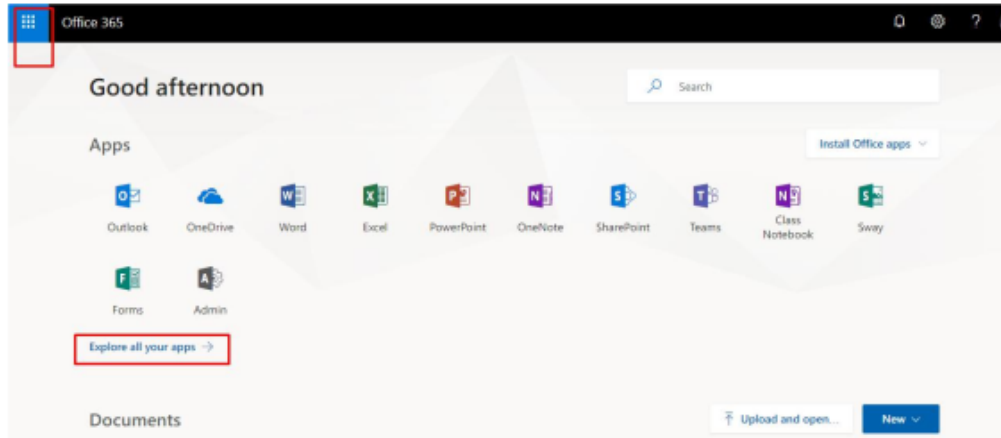 Office 365 ?
Good afternoon Search
Apps Install Office apps
Outlook OneDrive Word Excel PowerPoint OneNote SharePoint Teams Class Notebook Sway
Forms Admin
Explore all your apps →
Documents Upload and open... New